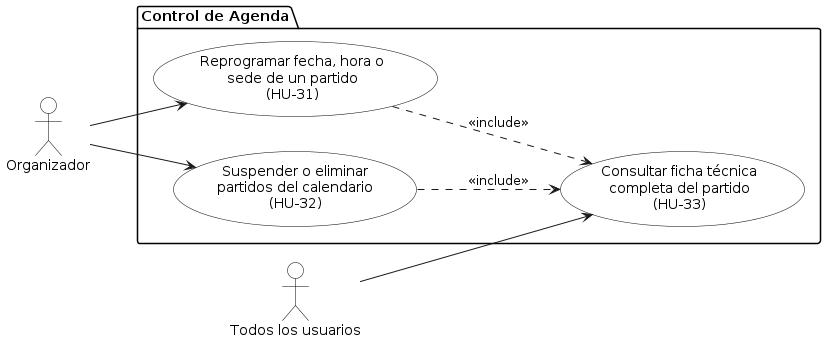 Control de Agenda
Reprogramar fecha, hora o
sede de un partido
(HU-31)
«include»
Organizador
Suspender o eliminar
partidos del calendario
(HU-32)
«include»
Consultar ficha técnica
completa del partido
(HU-33)
Todos los usuarios